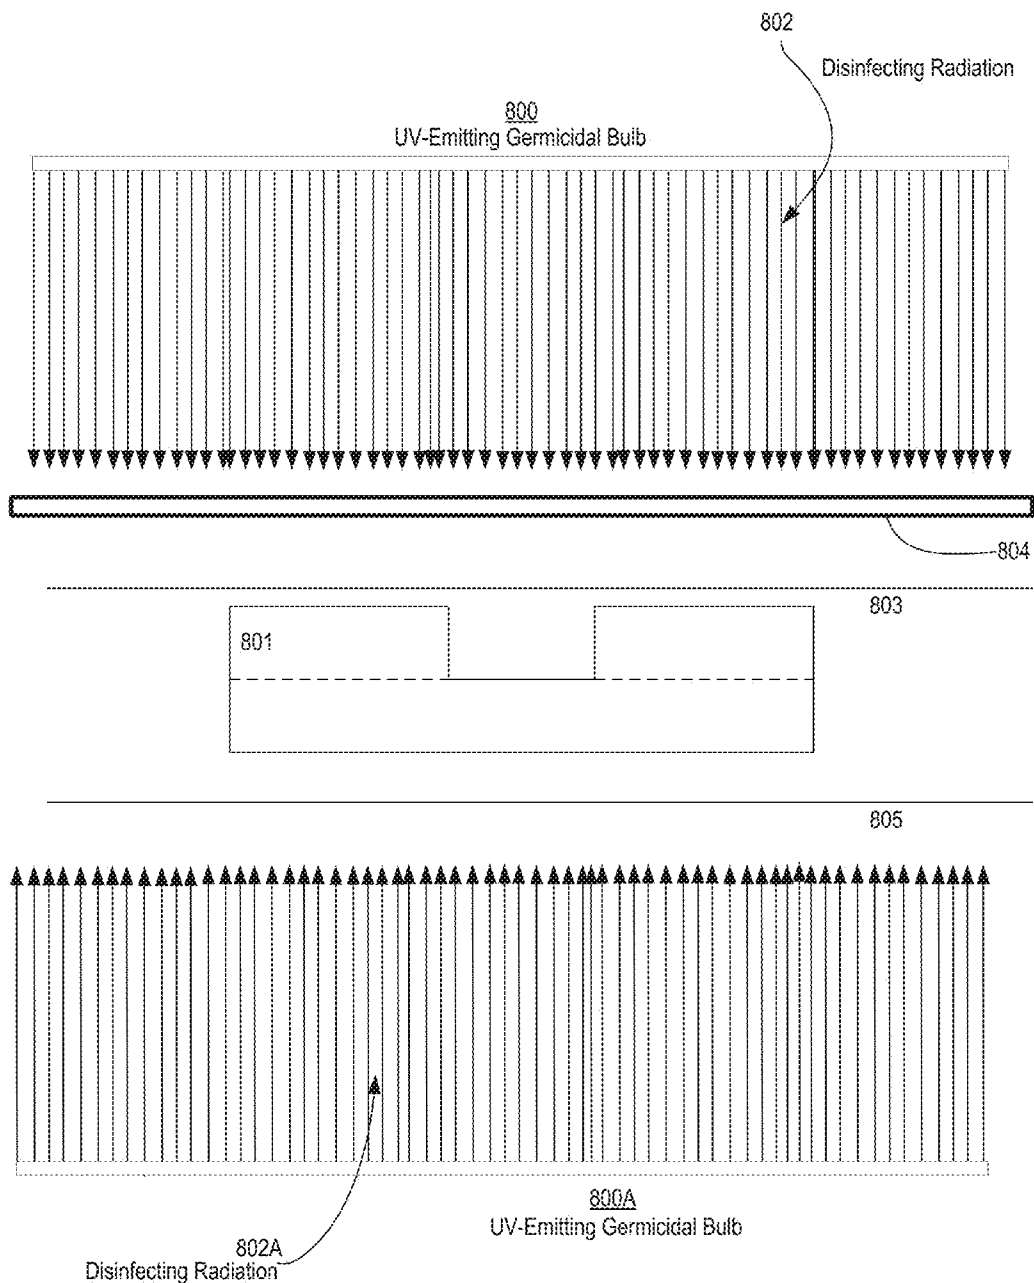 802
Disinfecting Radiation
800
UV-Emitting Germicidal Bulb
804
803
801
805
800A
UV-Emitting Germicidal Bulb
802A
Disinfecting Radiation